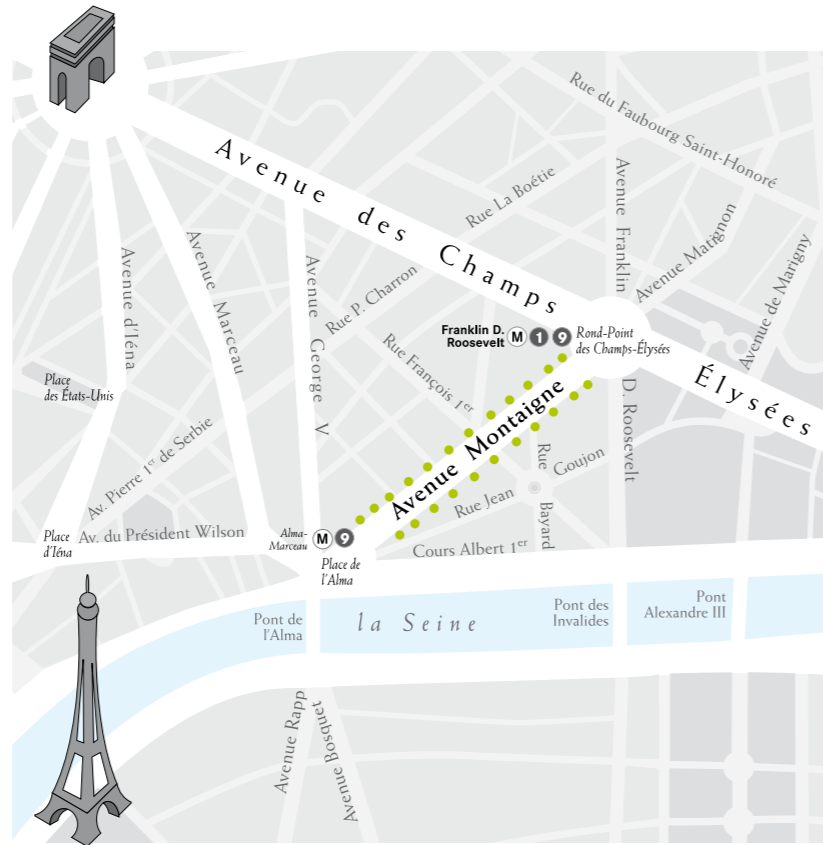 Rue du Faubourg Saint-Honoré
Avenue des Champs
Élysées
Rue La Boétie
Avenue Franklin
D. Roosevelt
Avenue Matignon
Avenue de Marigny
Avenue d'Iéna
Avenue Marceau
Avenue George V
Rue P. Charron
Franklin D.
Roosevelt
M 1 9
Rond-Point
des Champs-Élysées
Rue François 1er
Place
des États-Unis
Avenue Montaigne
Av. Pierre 1er de Serbie
Rue Jean Goujon
Rue Bayard
Place
d'Iéna
Av. du Président Wilson
Alma-
Marceau
M 9
Place de
l'Alma
Cours Albert 1er
Pont de
l'Alma
la Seine
Pont des
Invalides
Pont
Alexandre III
Avenue Rapp
Avenue Bosquet